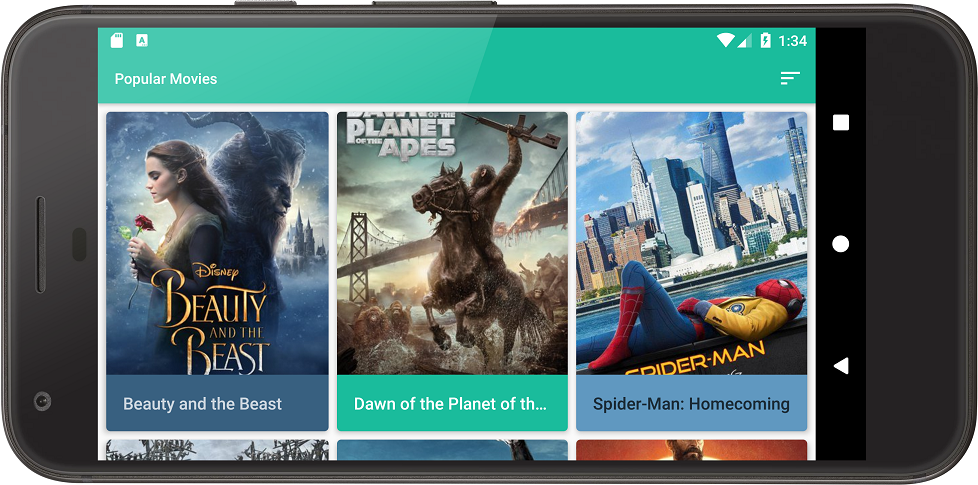 1:34
Popular Movies
DAWN OF THE
PLANET
OF THE
APES
Disney
BEAUTY
AND THE
BEAST
SPIDER-MAN
Beauty and the Beast
Dawn of the Planet of th...
Spider-Man: Homecoming